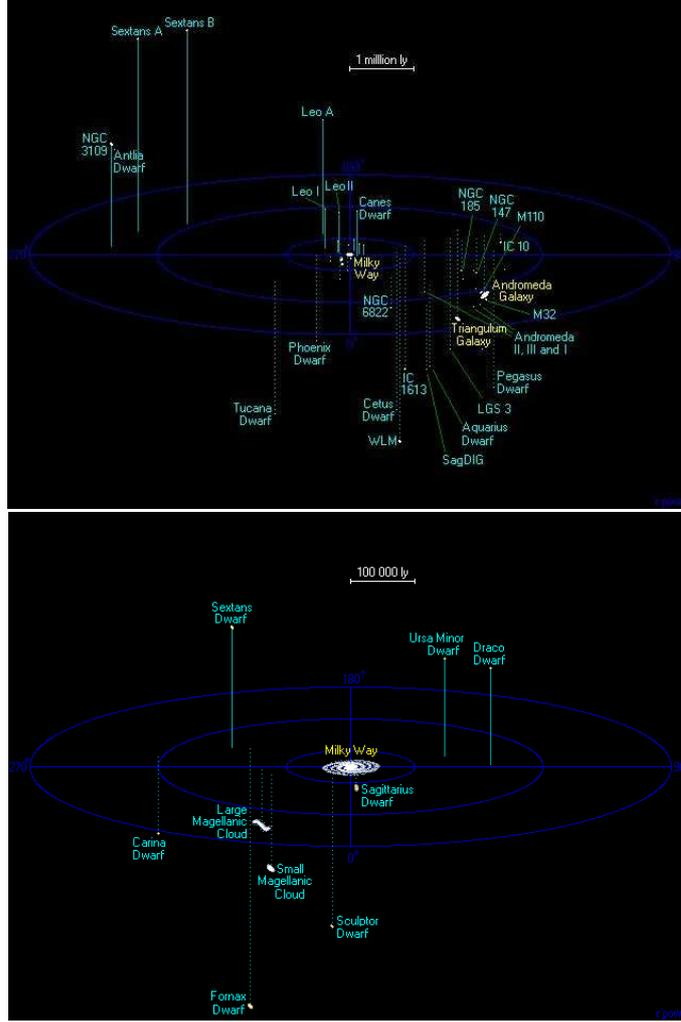 Sextans B
Sextans A
1 milllion ly
Leo A
NGC
3109
Antlia
Dwarf
180°
Leo I
Leo II
Canes
Dwarf
NGC
185
NGC
147
M110
IC 10
Milky
Way
NGC
6822
Andromeda
Galaxy
M32
Triangulum
Galaxy
Andromeda
II, III and I
0°
Phoenix
Dwarf
IC
1613
Pegasus
Dwarf
Tucana
Dwarf
Cetus
Dwarf
LGS 3
Aquarius
Dwarf
WLM
SagDIG
100 000 ly
Sextans
Dwarf
Ursa Minor
Dwarf
Draco
Dwarf
180°
Milky Way
270°
Sagittarius
Dwarf
Large
Magellanic
Cloud
Carina
Dwarf
0°
Small
Magellanic
Cloud
Sculptor
Dwarf
Fornax
Dwarf